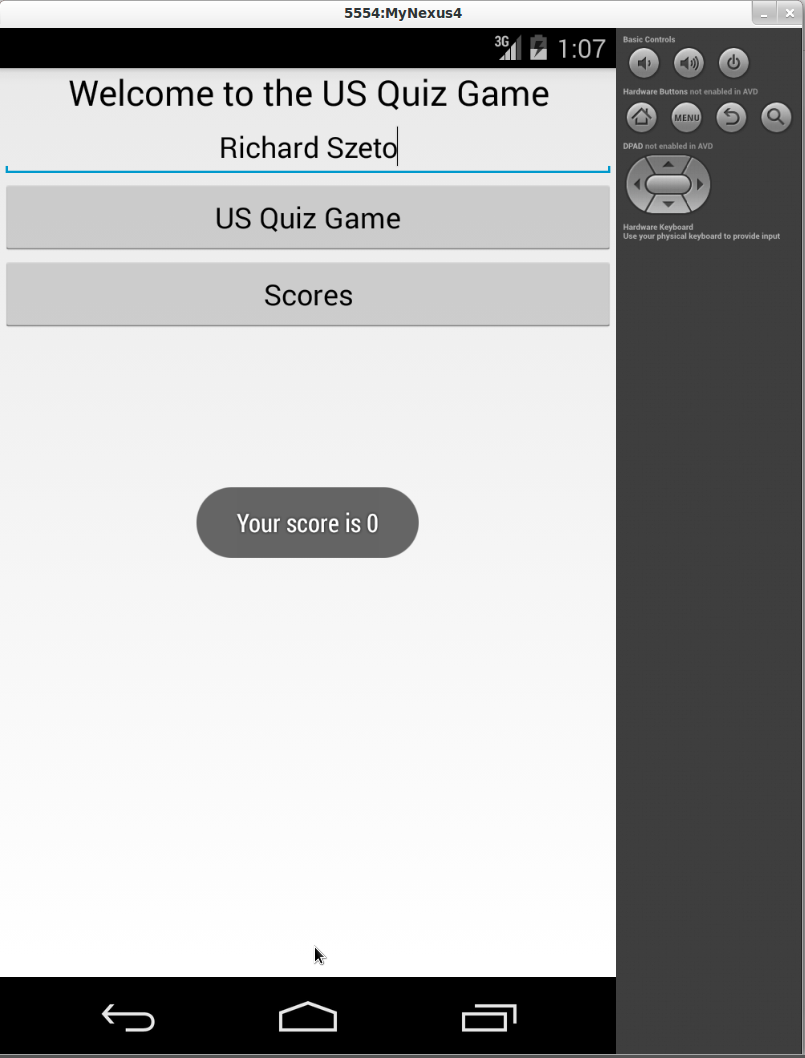 5554:MyNexus4
3G 1:07
Welcome to the US Quiz Game
Richard Szeto
US Quiz Game
Scores
Your score is 0
Basic Controls
Hardware Buttons not enabled in AVD
MENU
DPAD not enabled in AVD
Hardware Keyboard
Use your physical keyboard to provide input